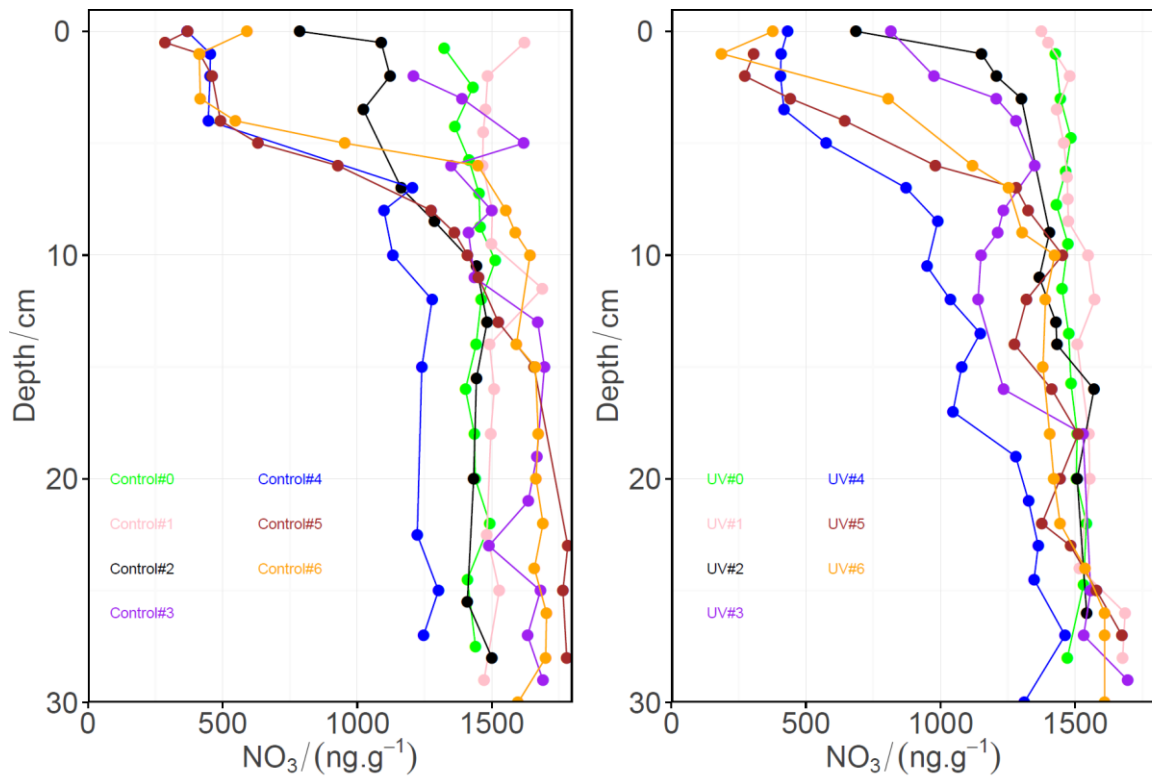 0
10
20
30
Depth/cm
Control#0
Control#1
Control#2
Control#3
Control#4
Control#5
Control#6
0
500
1000
1500
NO₃/(ng.g⁻¹)
0
10
20
30
Depth/cm
UV#0
UV#1
UV#2
UV#3
UV#4
UV#5
UV#6
0
500
1000
1500
NO₃/(ng.g⁻¹)